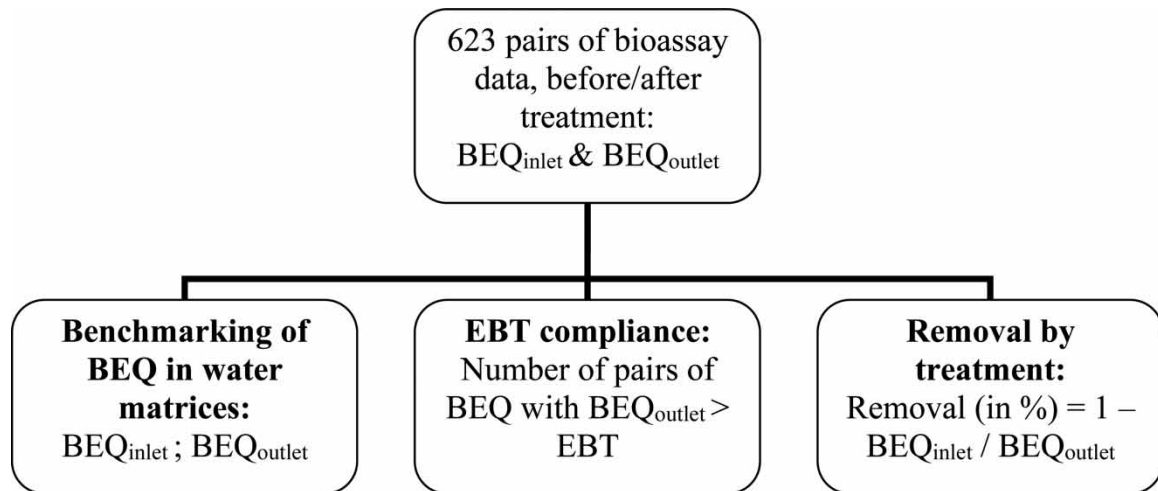 623 pairs of bioassay
data, before/after
treatment:
BEQinlet & BEQoutlet
Benchmarking of
BEQ in water
matrices:
BEQinlet ; BEQoutlet
EBT compliance:
Number of pairs of
BEQ with BEQoutlet >
EBT
Removal by
treatment:
Removal (in %) = 1 –
BEQinlet / BEQoutlet